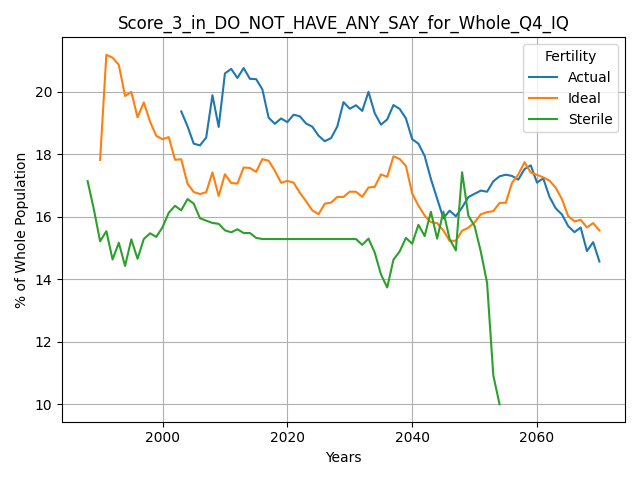 Score_3_in_DO_NOT_HAVE_ANY_SAY_for_Whole_Q4_IQ
Fertility
Actual
Ideal
Sterile
% of Whole Population
20
18
16
14
12
10
2000
2020
2040
2060
Years